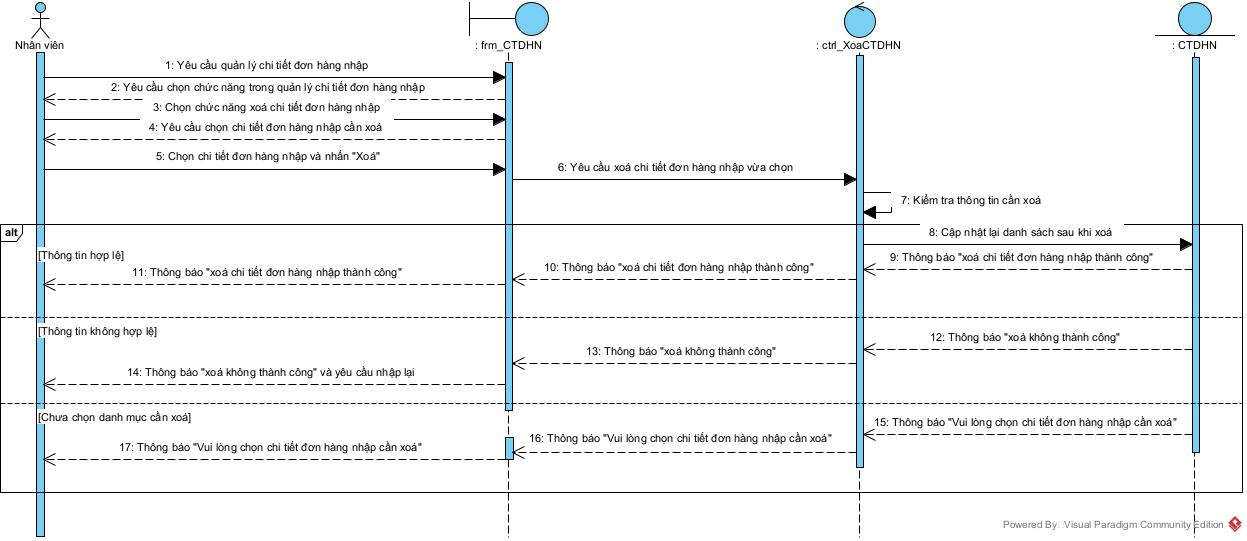 Nhân viên
: frm_CTDHN
: ctrl_XoaCTDHN
: CTDHN
1: Yêu cầu quản lý chi tiết đơn hàng nhập
2: Yêu cầu chọn chức năng trong quản lý chi tiết đơn hàng nhập
3: Chọn chức năng xoá chi tiết đơn hàng nhập
4: Yêu cầu chọn chi tiết đơn hàng nhập cần xoá
5: Chọn chi tiết đơn hàng nhập và nhấn "Xoá"
6: Yêu cầu xoá chi tiết đơn hàng nhập vừa chọn
7: Kiểm tra thông tin cần xoá
alt
8: Cập nhật lại danh sách sau khi xoá
[Thông tin hợp lệ]
9: Thông báo "xoá chi tiết đơn hàng nhập thành công"
10: Thông báo "xoá chi tiết đơn hàng nhập thành công"
11: Thông báo "xoá chi tiết đơn hàng nhập thành công"
[Thông tin không hợp lệ]
12: Thông báo "xoá không thành công"
13: Thông báo "xoá không thành công"
14: Thông báo "xoá không thành công" và yêu cầu nhập lại
[Chưa chọn danh mục cần xoá]
15: Thông báo "Vui lòng chọn chi tiết đơn hàng nhập cần xoá"
16: Thông báo "Vui lòng chọn chi tiết đơn hàng nhập cần xoá"
17: Thông báo "Vui lòng chọn chi tiết đơn hàng nhập cần xoá"
Powered By Visual Paradigm Community Edition